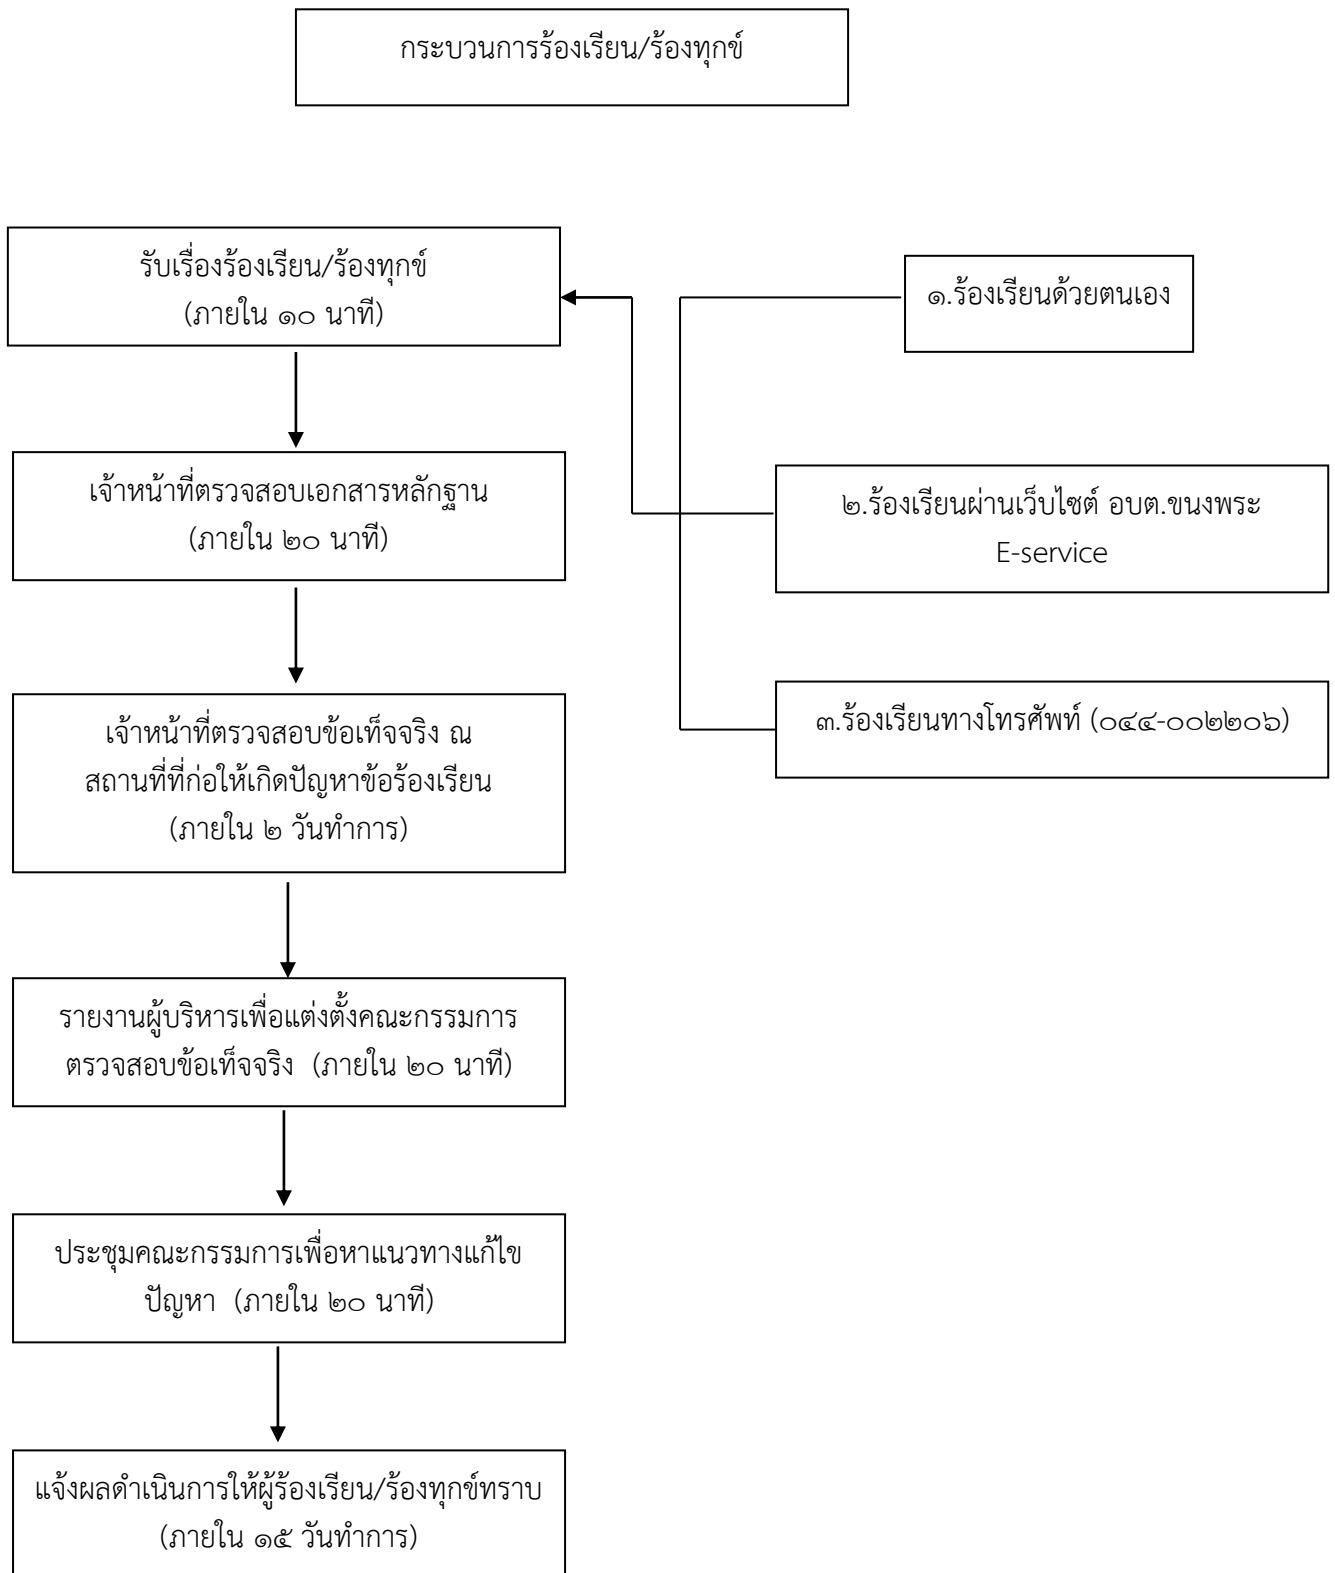 กระบวนการร้องเรียน/ร้องทุกข์
รับเรื่องร้องเรียน/ร้องทุกข์
(ภายใน ๑๐ นาที)
๑.ร้องเรียนด้วยตนเอง
เจ้าหน้าที่ตรวจสอบเอกสารหลักฐาน
(ภายใน ๒๐ นาที)
๒.ร้องเรียนผ่านเว็บไซต์ อบต.ขนงพระ
E-service
เจ้าหน้าที่ตรวจสอบข้อเท็จจริง ณ
สถานที่ที่ก่อให้เกิดปัญหาข้อร้องเรียน
(ภายใน ๒ วันทำการ)
๓.ร้องเรียนทางโทรศัพท์ (๐๔๔-๐๐๒๒๐๖)
รายงานผู้บริหารเพื่อแต่งตั้งคณะกรรมการ
ตรวจสอบข้อเท็จจริง (ภายใน ๒๐ นาที)
ประชุมคณะกรรมการเพื่อหาแนวทางแก้ไข
ปัญหา (ภายใน ๒๐ นาที)
แจ้งผลดำเนินการให้ผู้ร้องเรียน/ร้องทุกข์ทราบ
(ภายใน ๑๕ วันทำการ)